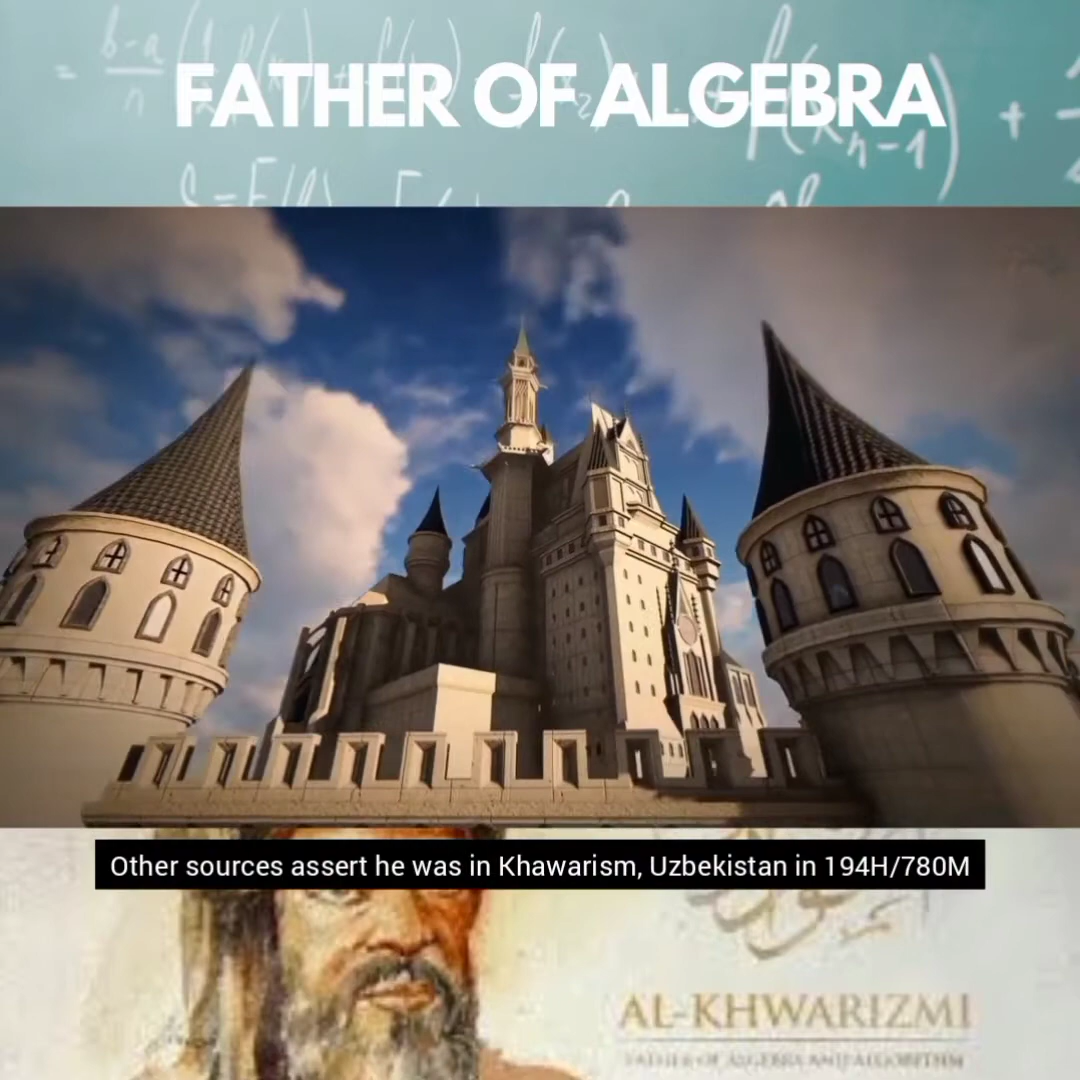 FATHER OF ALGEBRA
Other sources assert he was in Khawarism, Uzbekistan in 194H/780M
AL-KHWARIZMI
FATHER OF ALGEBRA AND ALGORITHM